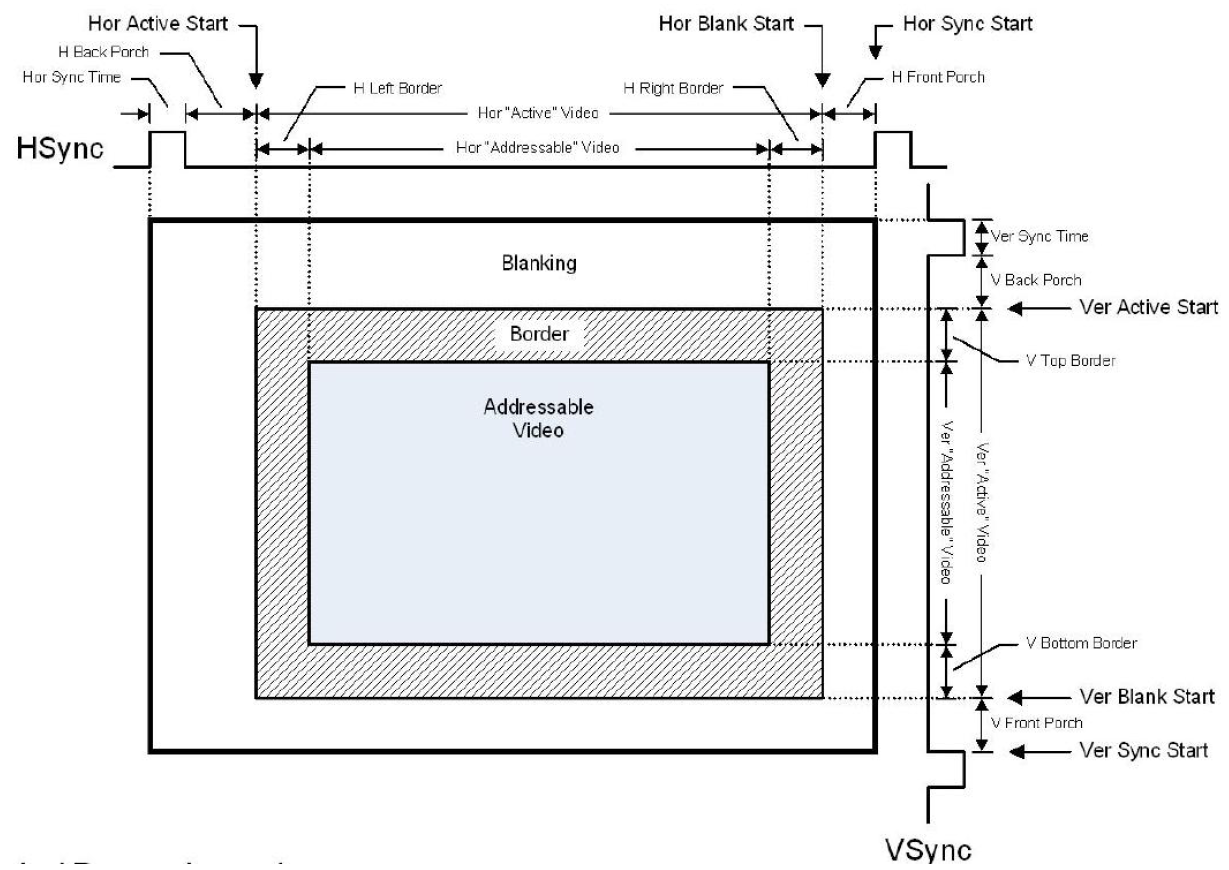 Hor Active Start
Hor Blank Start
Hor Sync Start
H Back Porch
Hor Sync Time
H Left Border
H Right Border
H Front Porch
Hor "Active" Video
HSync
Hor "Addressable" Video
Ver Sync Time
Blanking
V Back Porch
Ver Active Start
Border
V Top Border
Addressable
Video
Ver "Addressable" Video
Ver "Active" Video
V Bottom Border
Ver Blank Start
V Front Porch
Ver Sync Start
VSync